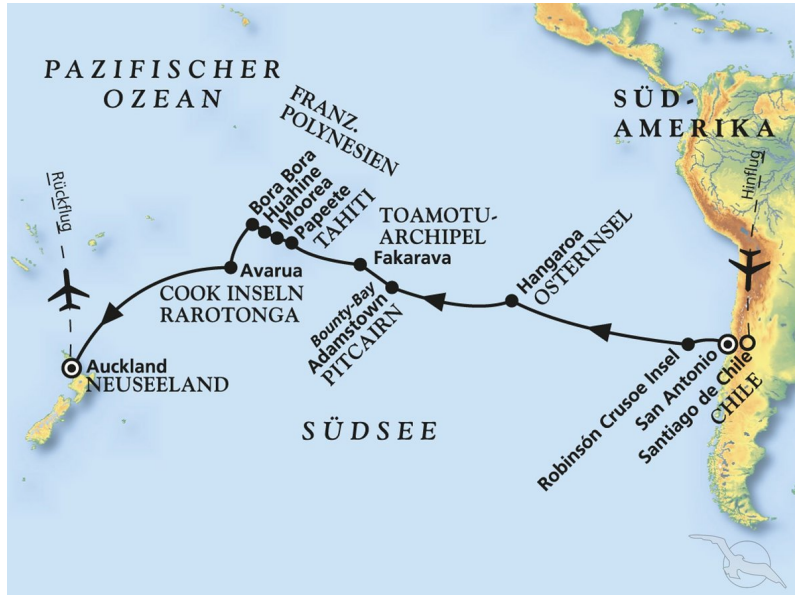 PAZIFISCHER
OZEAN
SÜD-
AMERIKA
FRANZ.
POLYNESIEN
Rückflug
Hinflug
Bora Bora
Huahine
Moorea
Papeete
TAHITI
TOAMOTU-
ARCHIPEL
Fakarava
Hangaroa
OSTERINSEL
Avarua
COOK INSELN
RAROTONGA
Bounty-Bay
Adamstown
PITCAIRN
Auckland
NEUSEELAND
Robinsón Crusoe Insel
San Antonio
Santiago de Chile
CHILE
SÜDSEE